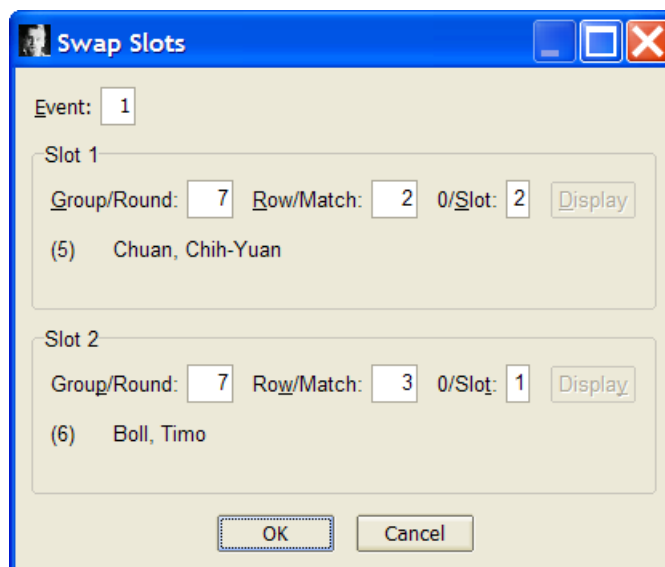 Swap Slots
Event: 1
Slot 1
Group/Round: 7 Row/Match: 2 0/Slot: 2 Display
(5) Chuan, Chih-Yuan
Slot 2
Group/Round: 7 Row/Match: 3 0/Slot: 1 Display
(6) Boll, Timo
OK Cancel